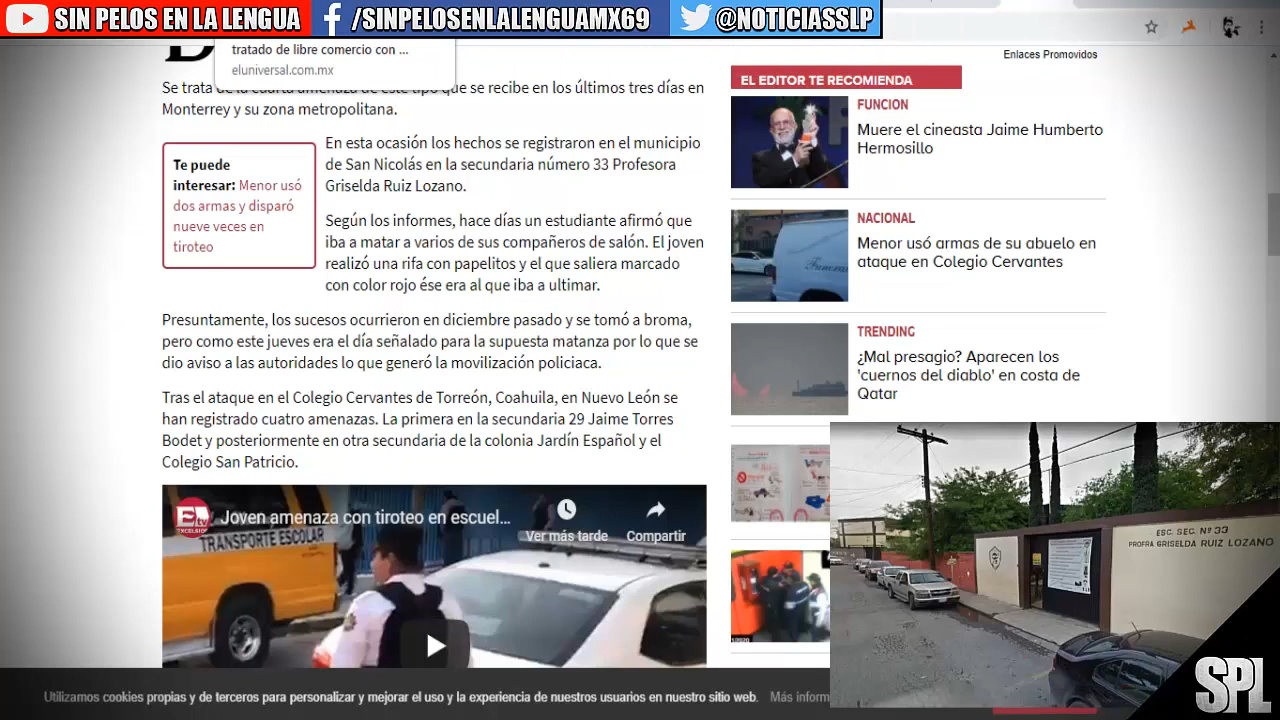 SIN PELOS EN LA LENGUA
/SINPELOSENLALENGUAMX69
@NOTICIASSLP
tratado de libre comercio con ...
eluniversal.com.mx
Se trata de la cuarta amenaza de este tipo que se recibe en los últimos tres días en
Monterrey y su zona metropolitana.
Te puede
interesar: Menor usó
dos armas y disparó
nueve veces en
tiroteo
En esta ocasión los hechos se registraron en el municipio
de San Nicolás en la secundaria número 33 Profesora
Griselda Ruiz Lozano.
Según los informes, hace días un estudiante afirmó que
iba a matar a varios de sus compañeros de salón. El joven
realizó una rifa con papelitos y el que saliera marcado
con color rojo ése era al que iba a ultimar.
Presuntamente, los sucesos ocurrieron en diciembre pasado y se tomó a broma,
pero como este jueves era el día señalado para la supuesta matanza por lo que se
dio aviso a las autoridades lo que generó la movilización policiaca.
Tras el ataque en el Colegio Cervantes de Torreón, Coahuila, en Nuevo León se
han registrado cuatro amenazas. La primera en la secundaria 29 Jaime Torres
Bodet y posteriormente en otra secundaria de la colonia Jardín Español y el
Colegio San Patricio.
Joven amenaza con tiroteo en escuel...
Ver más tarde
Compartir
EXCELSIOR
TRANSPORTE ESCOLAR
Enlaces Promovidos
EL EDITOR TE RECOMIENDA
FUNCION
Muere el cineasta Jaime Humberto
Hermosillo
NACIONAL
Menor usó armas de su abuelo en
ataque en Colegio Cervantes
TRENDING
¿Mal presagio? Aparecen los
'cuernos del diablo' en costa de
Qatar
ESC. SEC. Nº 33
PROFRA GRISELDA RUIZ LOZANO
Utilizamos cookies propias y de terceros para personalizar y mejorar el uso y la experiencia de nuestros usuarios en nuestro sitio web. Más inform
SPL